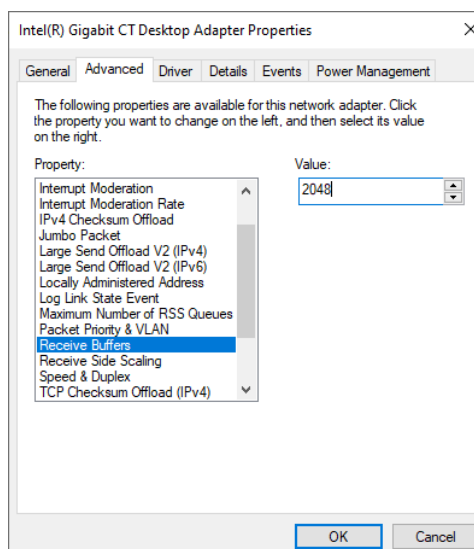 Intel(R) Gigabit CT Desktop Adapter Properties
General Advanced Driver Details Events Power Management
The following properties are available for this network adapter. Click
the property you want to change on the left, and then select its value
on the right.
Property:
Value:
Interrupt Moderation
Interrupt Moderation Rate
IPv4 Checksum Offload
Jumbo Packet
Large Send Offload V2 (IPv4)
Large Send Offload V2 (IPv6)
Locally Administered Address
Log Link State Event
Maximum Number of RSS Queues
Packet Priority & VLAN
Receive Buffers
Receive Side Scaling
Speed & Duplex
TCP Checksum Offload (IPv4)
2048
OK Cancel